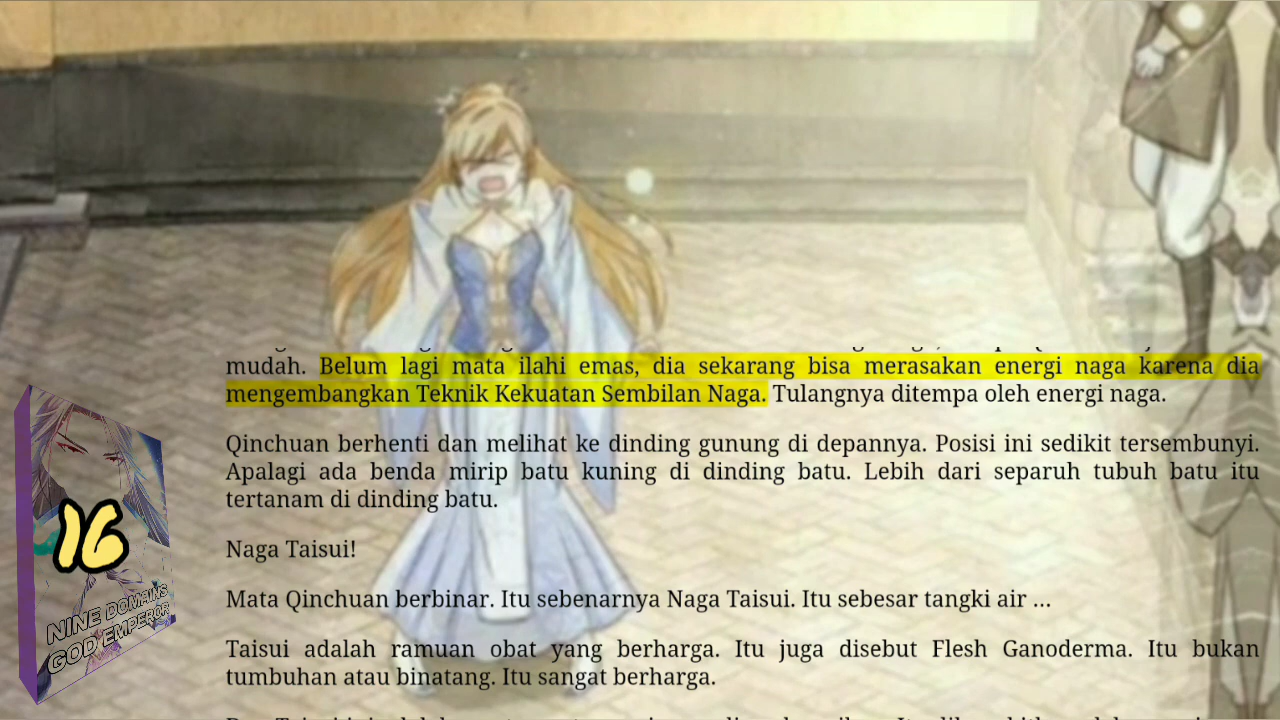 mudah. Belum lagi mata ilahi emas, dia sekarang bisa merasakan energi naga karena dia
mengembangkan Teknik Kekuatan Sembilan Naga. Tulangnya ditempa oleh energi naga.
Qinchuan berhenti dan melihat ke dinding gunung di depannya. Posisi ini sedikit tersembunyi.
Apalagi ada benda mirip batu kuning di dinding batu. Lebih dari separuh tubuh batu itu
tertanam di dinding batu.
Naga Taisui!
Mata Qinchuan berbinar. Itu sebenarnya Naga Taisui. Itu sebesar tangki air ...
Taisui adalah ramuan obat yang berharga. Itu juga disebut Flesh Ganoderma. Itu bukan
tumbuhan atau binatang. Itu sangat berharga.
16
NINE DOMAINS
GOD EMPEROR